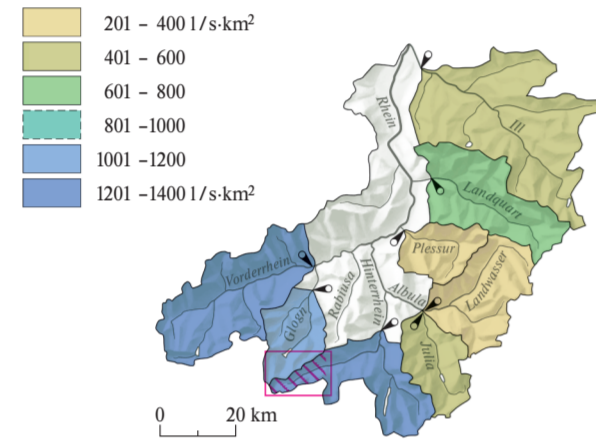 201 – 400 l/s·km²
401 – 600
601 – 800
801 –1000
1001 –1200
1201 –1400 l/s·km²
Rhein
Ill
Landquart
Plessur
Landwasser
Vorderrhein
Rabiusa
Hinterrhein
Albula
Glogn
Julia
0 20 km